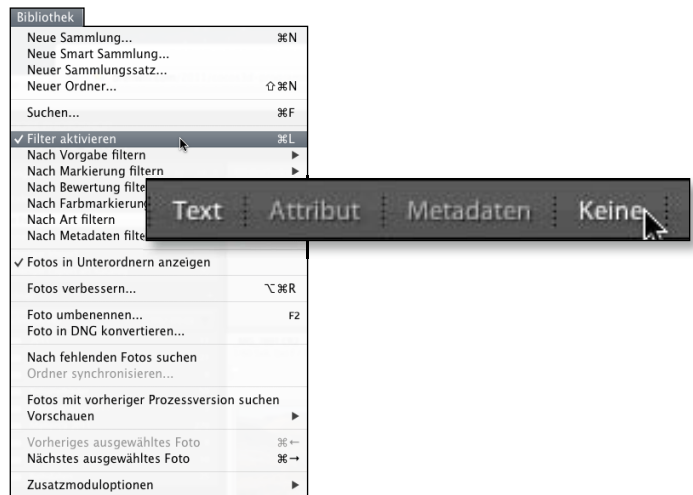 Bibliothek
Neue Sammlung... ⌘N
Neue Smart Sammlung...
Neuer Sammlungssatz...
Neuer Ordner... ⇧⌘N
Suchen... ⌘F
✓ Filter aktivieren ⌘L
Nach Vorgabe filtern ▶
Nach Markierung filtern ▶
Nach Bewertung
Nach
Nach Art filtern
Nach Metadaten
Text Attribut Metadaten Keine
✓ Fotos in Unterordnern anzeigen
Fotos verbessern... ⌥⌘R
Foto umbenennen... F2
Foto in DNG konvertieren...
Nach fehlenden Fotos suchen
Ordner synchronisieren...
Fotos mit vorheriger Prozessversion suchen
Vorschauen ▶
Vorheriges ausgewähltes Foto ⌘←
Nächstes ausgewähltes Foto ⌘→
Zusatzmoduloptionen ▶